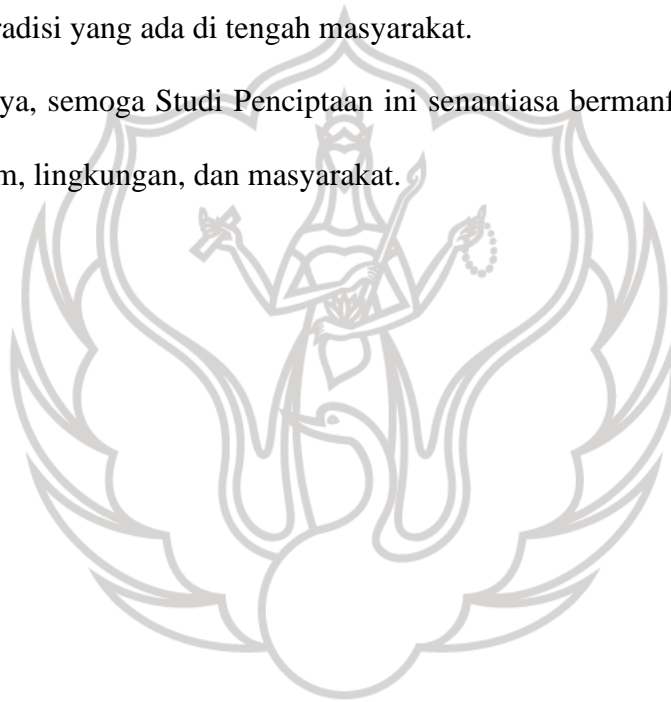 radisi yang ada di tengah masyarakat.
ya, semoga Studi Penciptaan ini senantiasa bermanf
m, lingkungan, dan masyarakat.